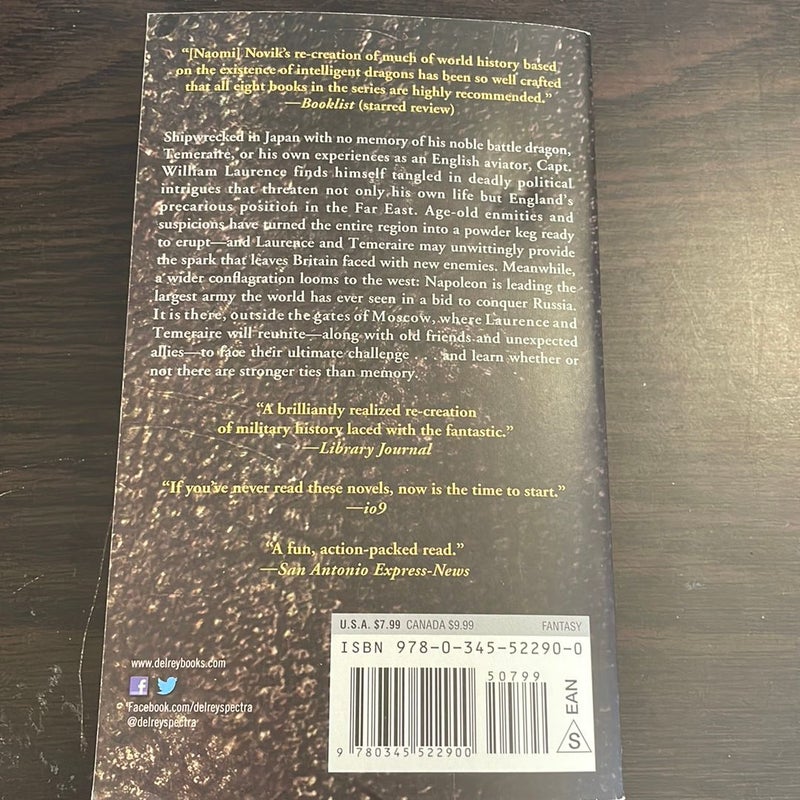 “[Naomi] Novik’s re-creation of much of world history based
on the existence of intelligent dragons has been so well crafted
that all eight books in the series are highly recommended.”
—Booklist (starred review)
Shipwrecked in Japan with no memory of his noble battle dragon,
Temeraire, or his own experiences as an English aviator, Capt.
William Laurence finds himself tangled in deadly political
intrigues that threaten not only his own life but England’s
precarious position in the Far East. Age-old enmities and
suspicions have turned the entire region into a powder keg ready
to erupt—and Laurence and Temeraire may unwittingly provide
the spark that leaves Britain faced with new enemies. Meanwhile,
a wider conflagration looms to the west: Napoleon is leading the
largest army the world has ever seen in a bid to conquer Russia.
It is there, outside the gates of Moscow, where Laurence and
Temeraire will reunite—along with old friends and unexpected
allies—to face their ultimate challenge . . . and learn whether or
not there are stronger ties than memory.
“A brilliantly realized re-creation
of military history laced with the fantastic.”
—Library Journal
“If you’ve never read these novels, now is the time to start.”
—io9
“A fun, action-packed read.”
—San Antonio Express-News
U.S.A. $7.99 CANADA $9.99 FANTASY
ISBN 978-0-345-52290-0
50799
9 780345 522900
S EAN
www.delreybooks.com
Facebook.com/delreyspectra
@delreyspectra